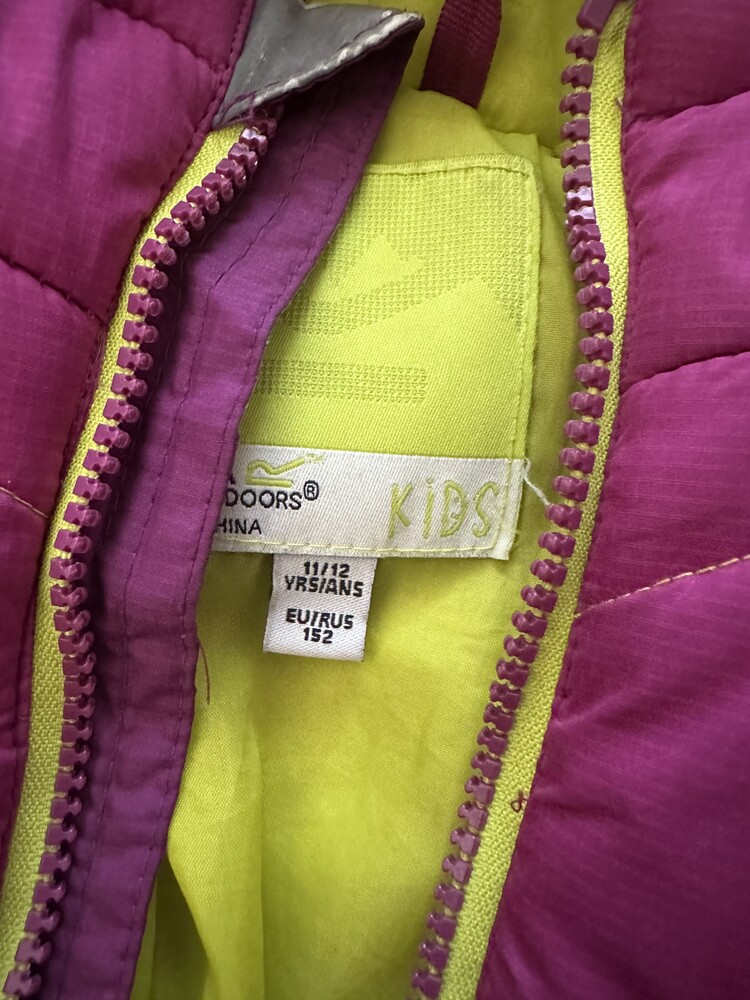 DOORS®
HINA
KiDS
11/12
YRS/ANS
EU/RUS
152